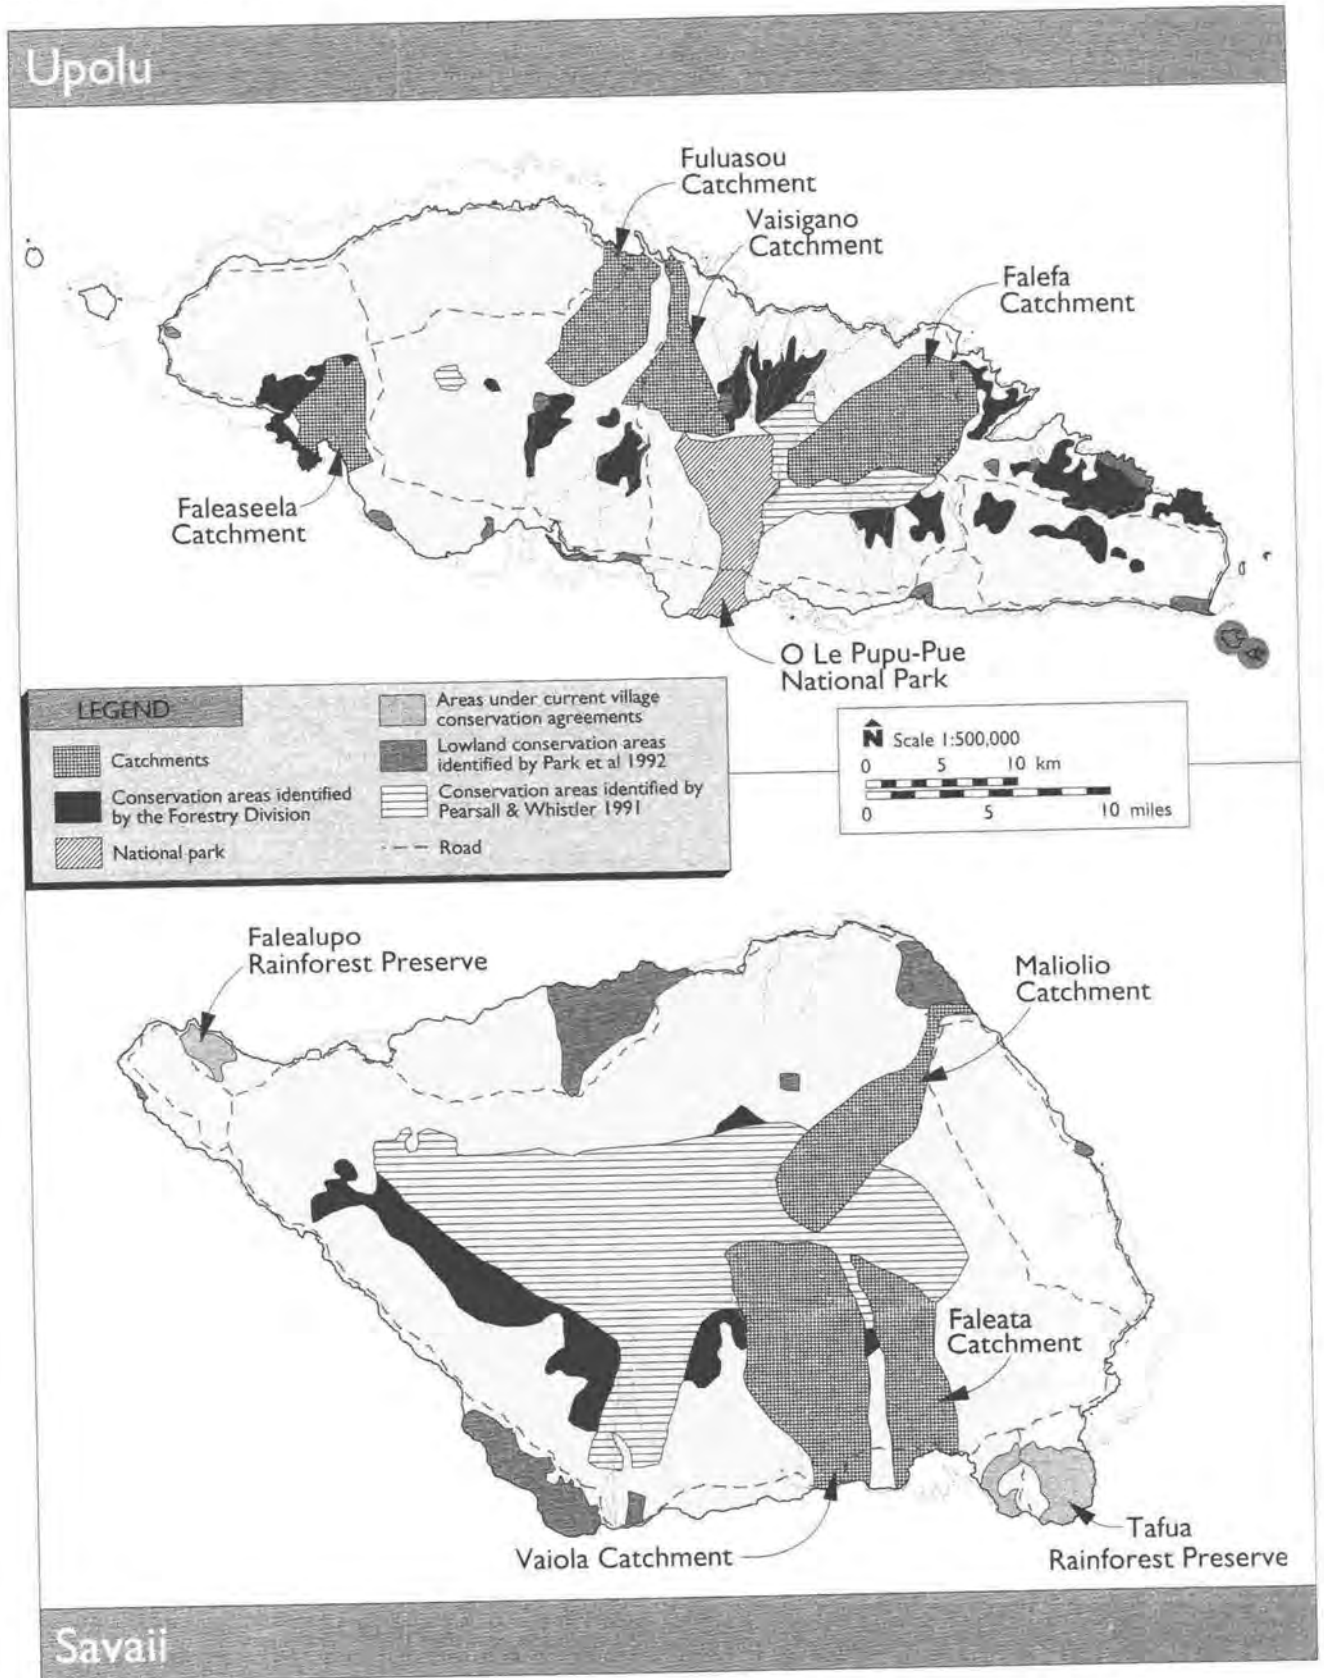 Upolu
Fuluasou
Catchment
Vaisigano
Catchment
Falefa
Catchment
Faleaseela
Catchment
O Le Pupu-Pue
National Park
LEGEND
Catchments
Conservation areas identified
by the Forestry Division
National park
Areas under current village
conservation agreements
Lowland conservation areas
identified by Park et al 1992
Conservation areas identified by
Pearsall & Whistler 1991
Road
N Scale 1:500,000
0 5 10 km
0 5 10 miles
Falealupo
Rainforest Preserve
Maliolio
Catchment
Faleata
Catchment
Vaiola Catchment
Tafua
Rainforest Preserve
Savaii